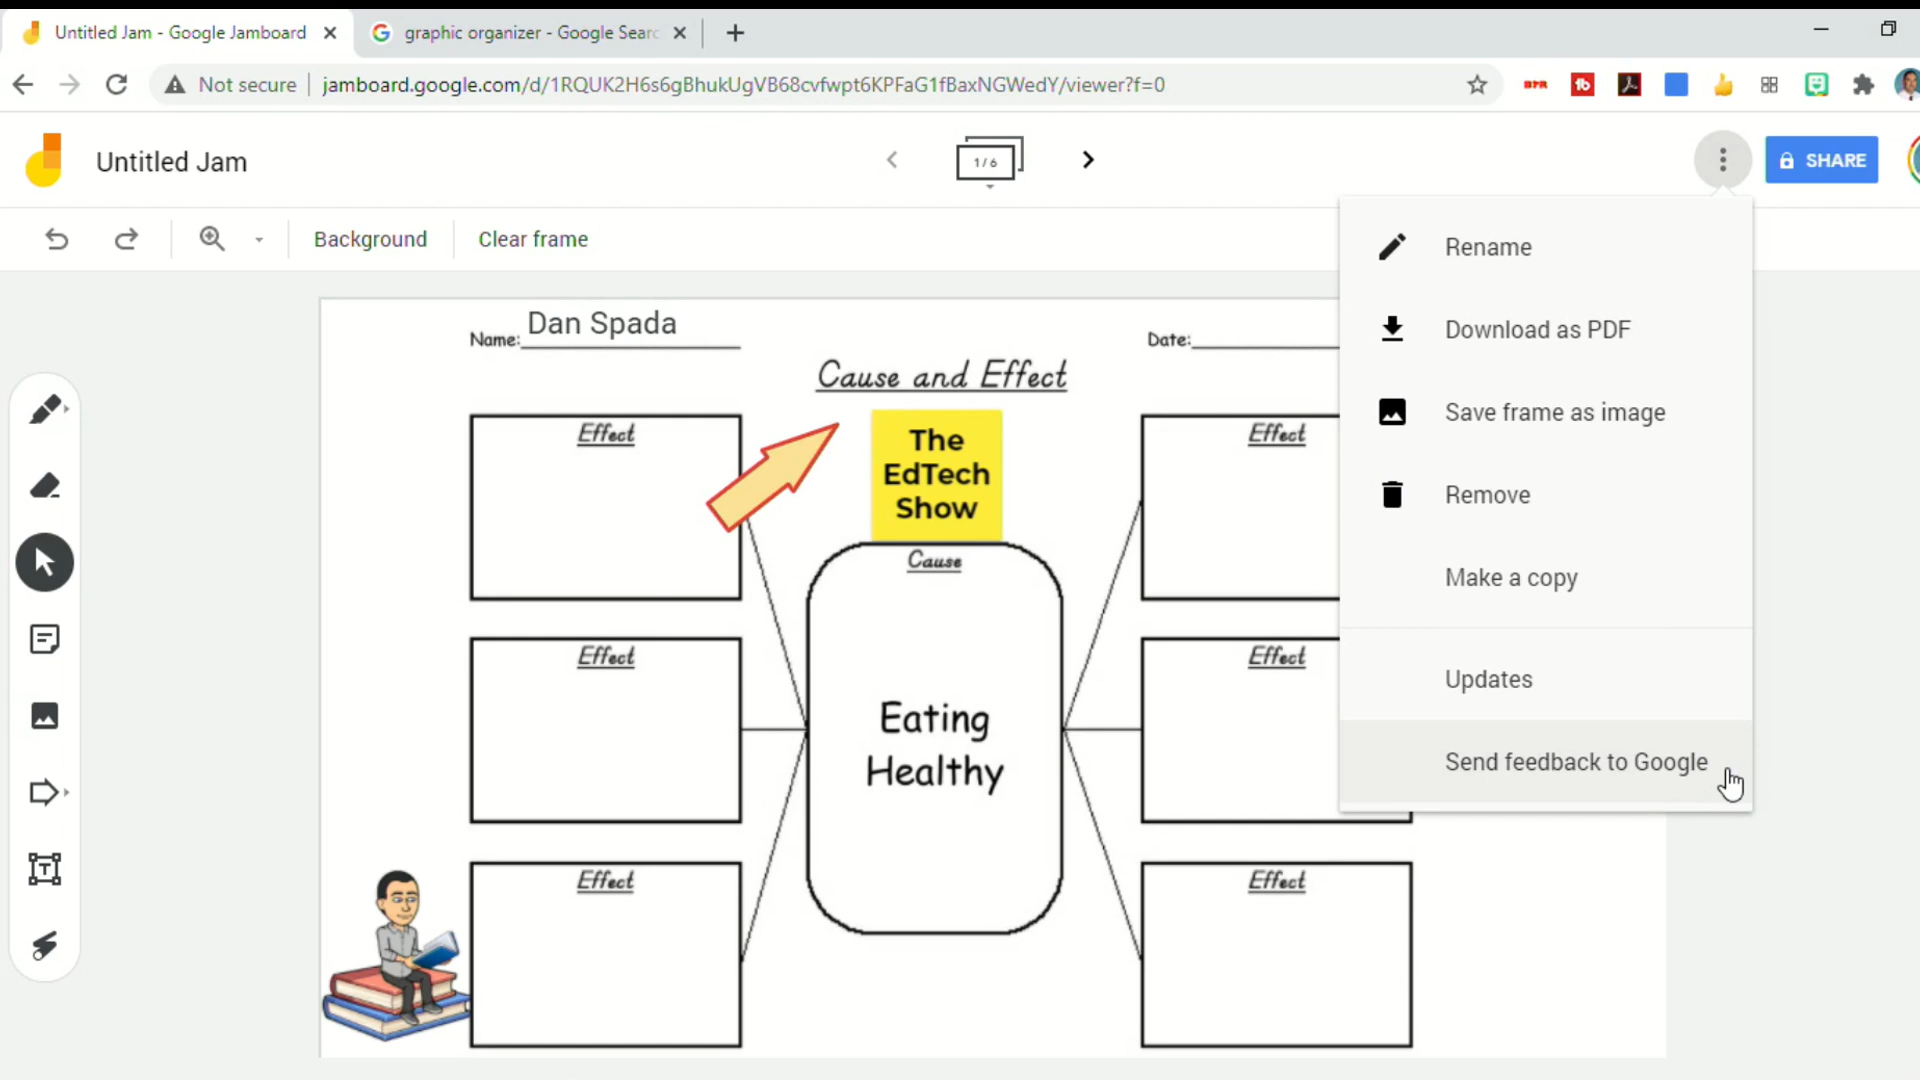 Untitled Jam - Google Jamboard
graphic organizer - Google Searc
Not secure
jamboard.google.com/d/1RQUK2H6s6gBhukUgVB68cvfwpt6KPFaG1fBaxNGWedY/viewer?f=0
BPR
Untitled Jam
1/6
SHARE
Background
Clear frame
Rename
Download as PDF
Save frame as image
Remove
Make a copy
Updates
Send feedback to Google
Name: Dan Spada
Date:
Cause and Effect
Effect
The
EdTech
Show
Effect
Cause
Effect
Effect
Eating
Healthy
Effect
Effect